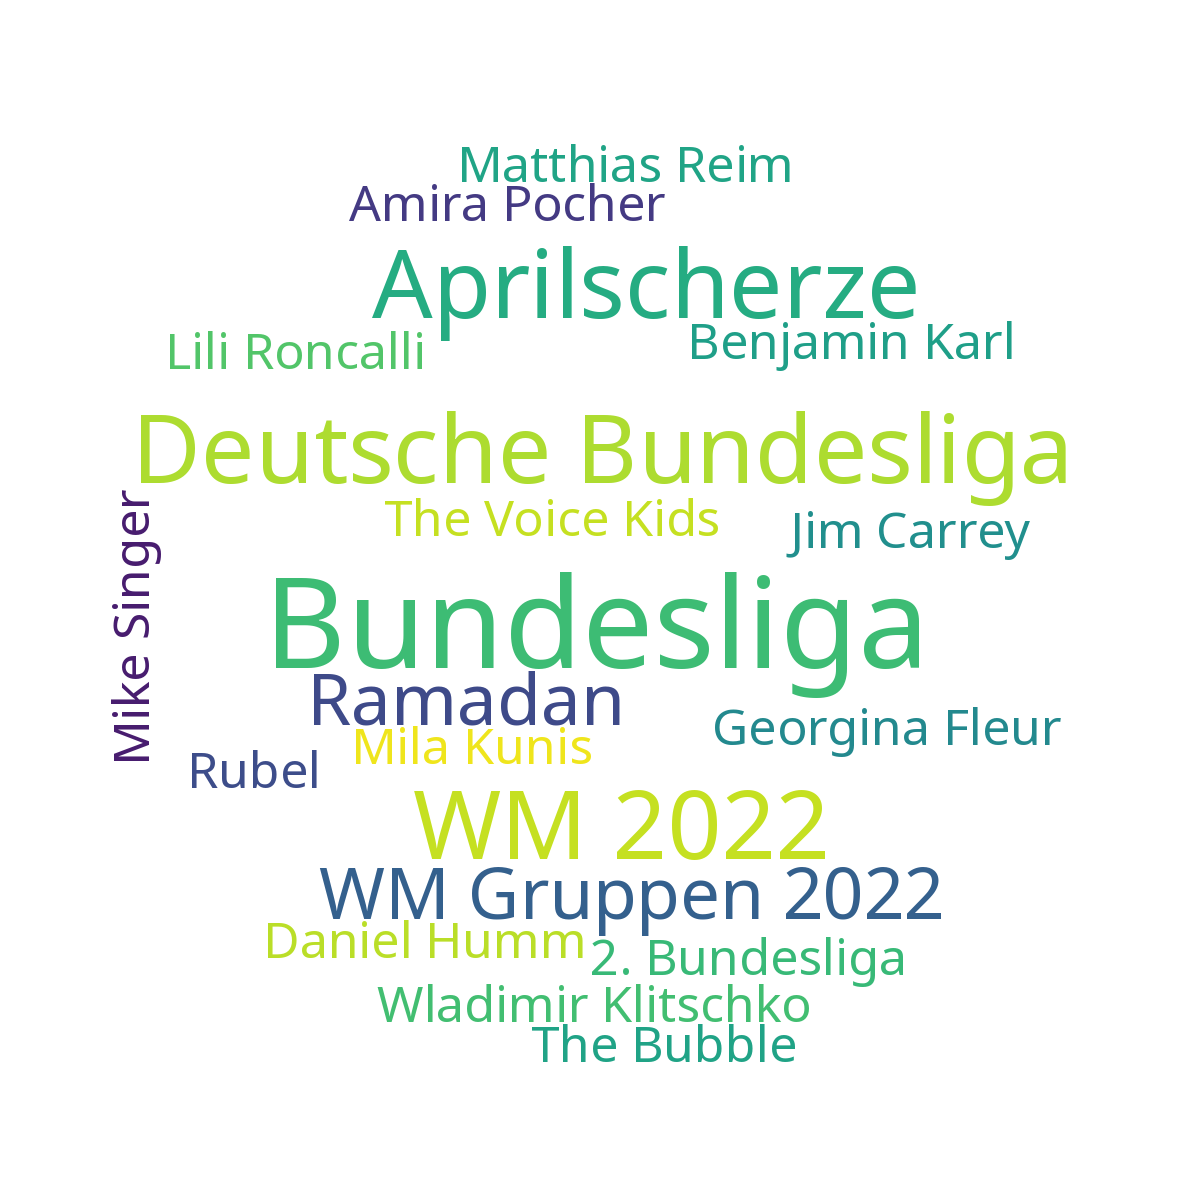 Matthias Reim
Amira Pocher
Aprilscherze
Benjamin Karl
Lili Roncalli
Deutsche Bundesliga
The Voice Kids
Jim Carrey
Mike Singer
Bundesliga
Ramadan
Georgina Fleur
Mila Kunis
Rubel
WM 2022
WM Gruppen 2022
Daniel Humm
2. Bundesliga
Wladimir Klitschko
The Bubble